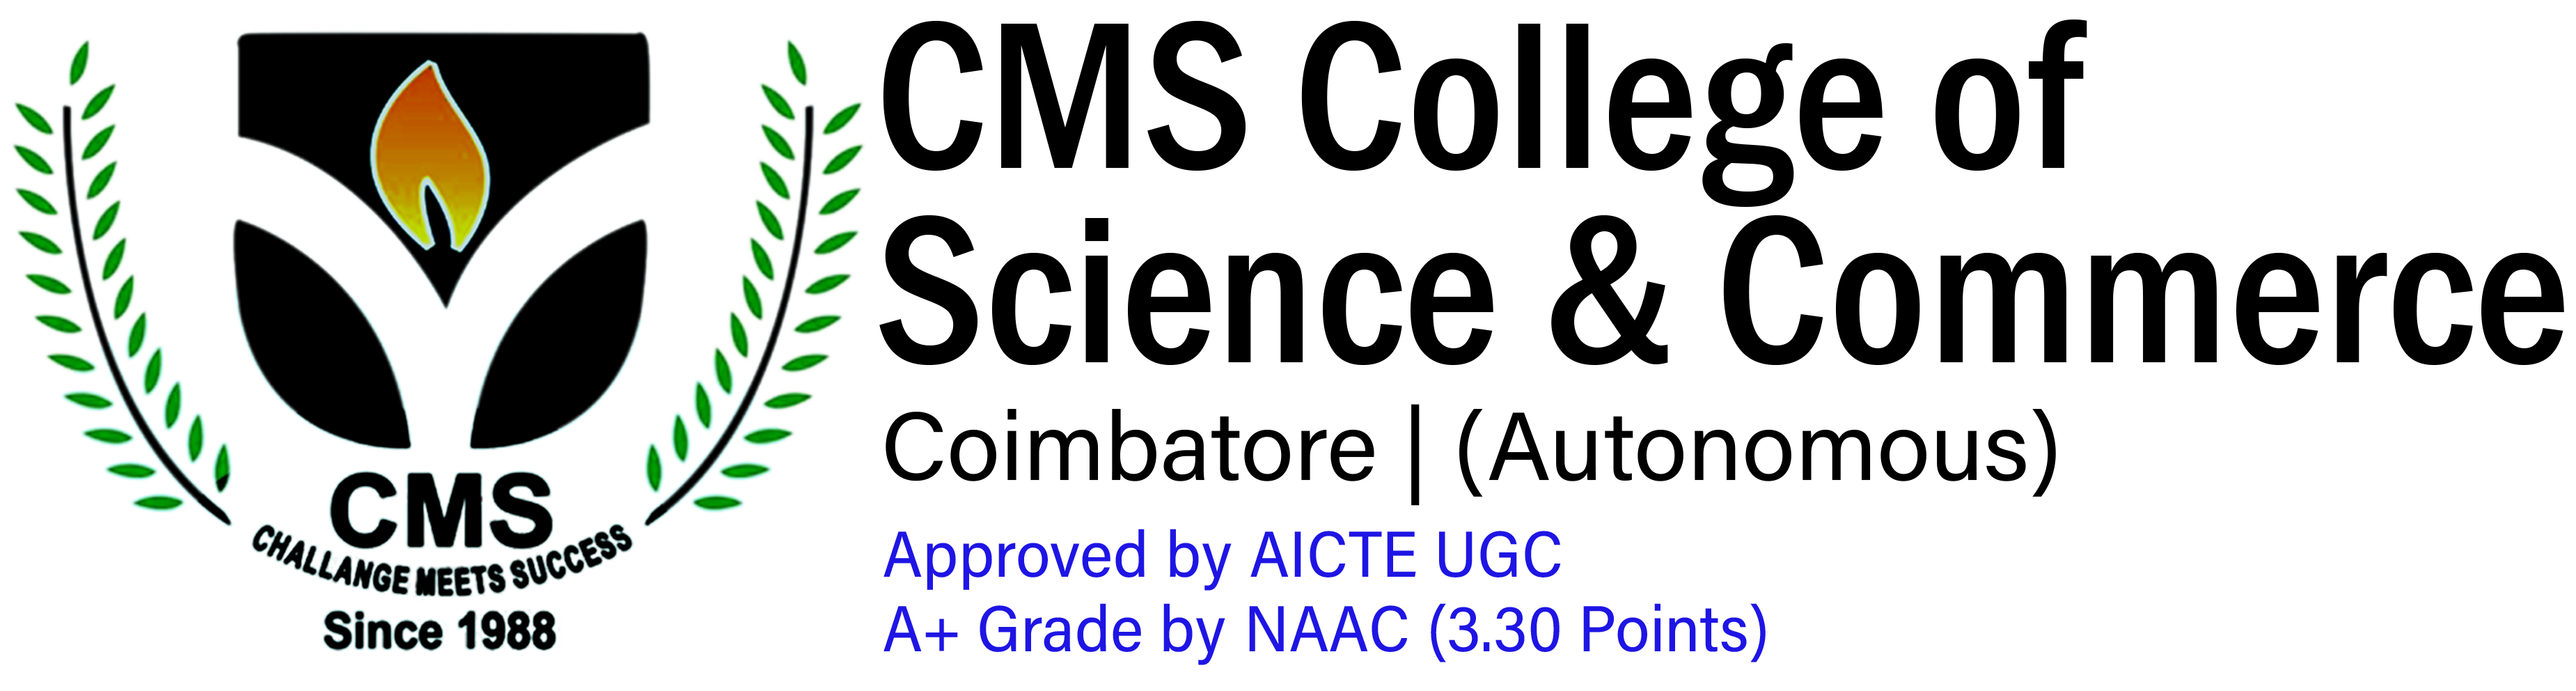 CMS
CHALLANGE MEETS SUCCESS
Since 1988
CMS College of
Science & Commerce
Coimbatore | (Autonomous)
Approved by AICTE UGC
A+ Grade by NAAC (3.30 Points)